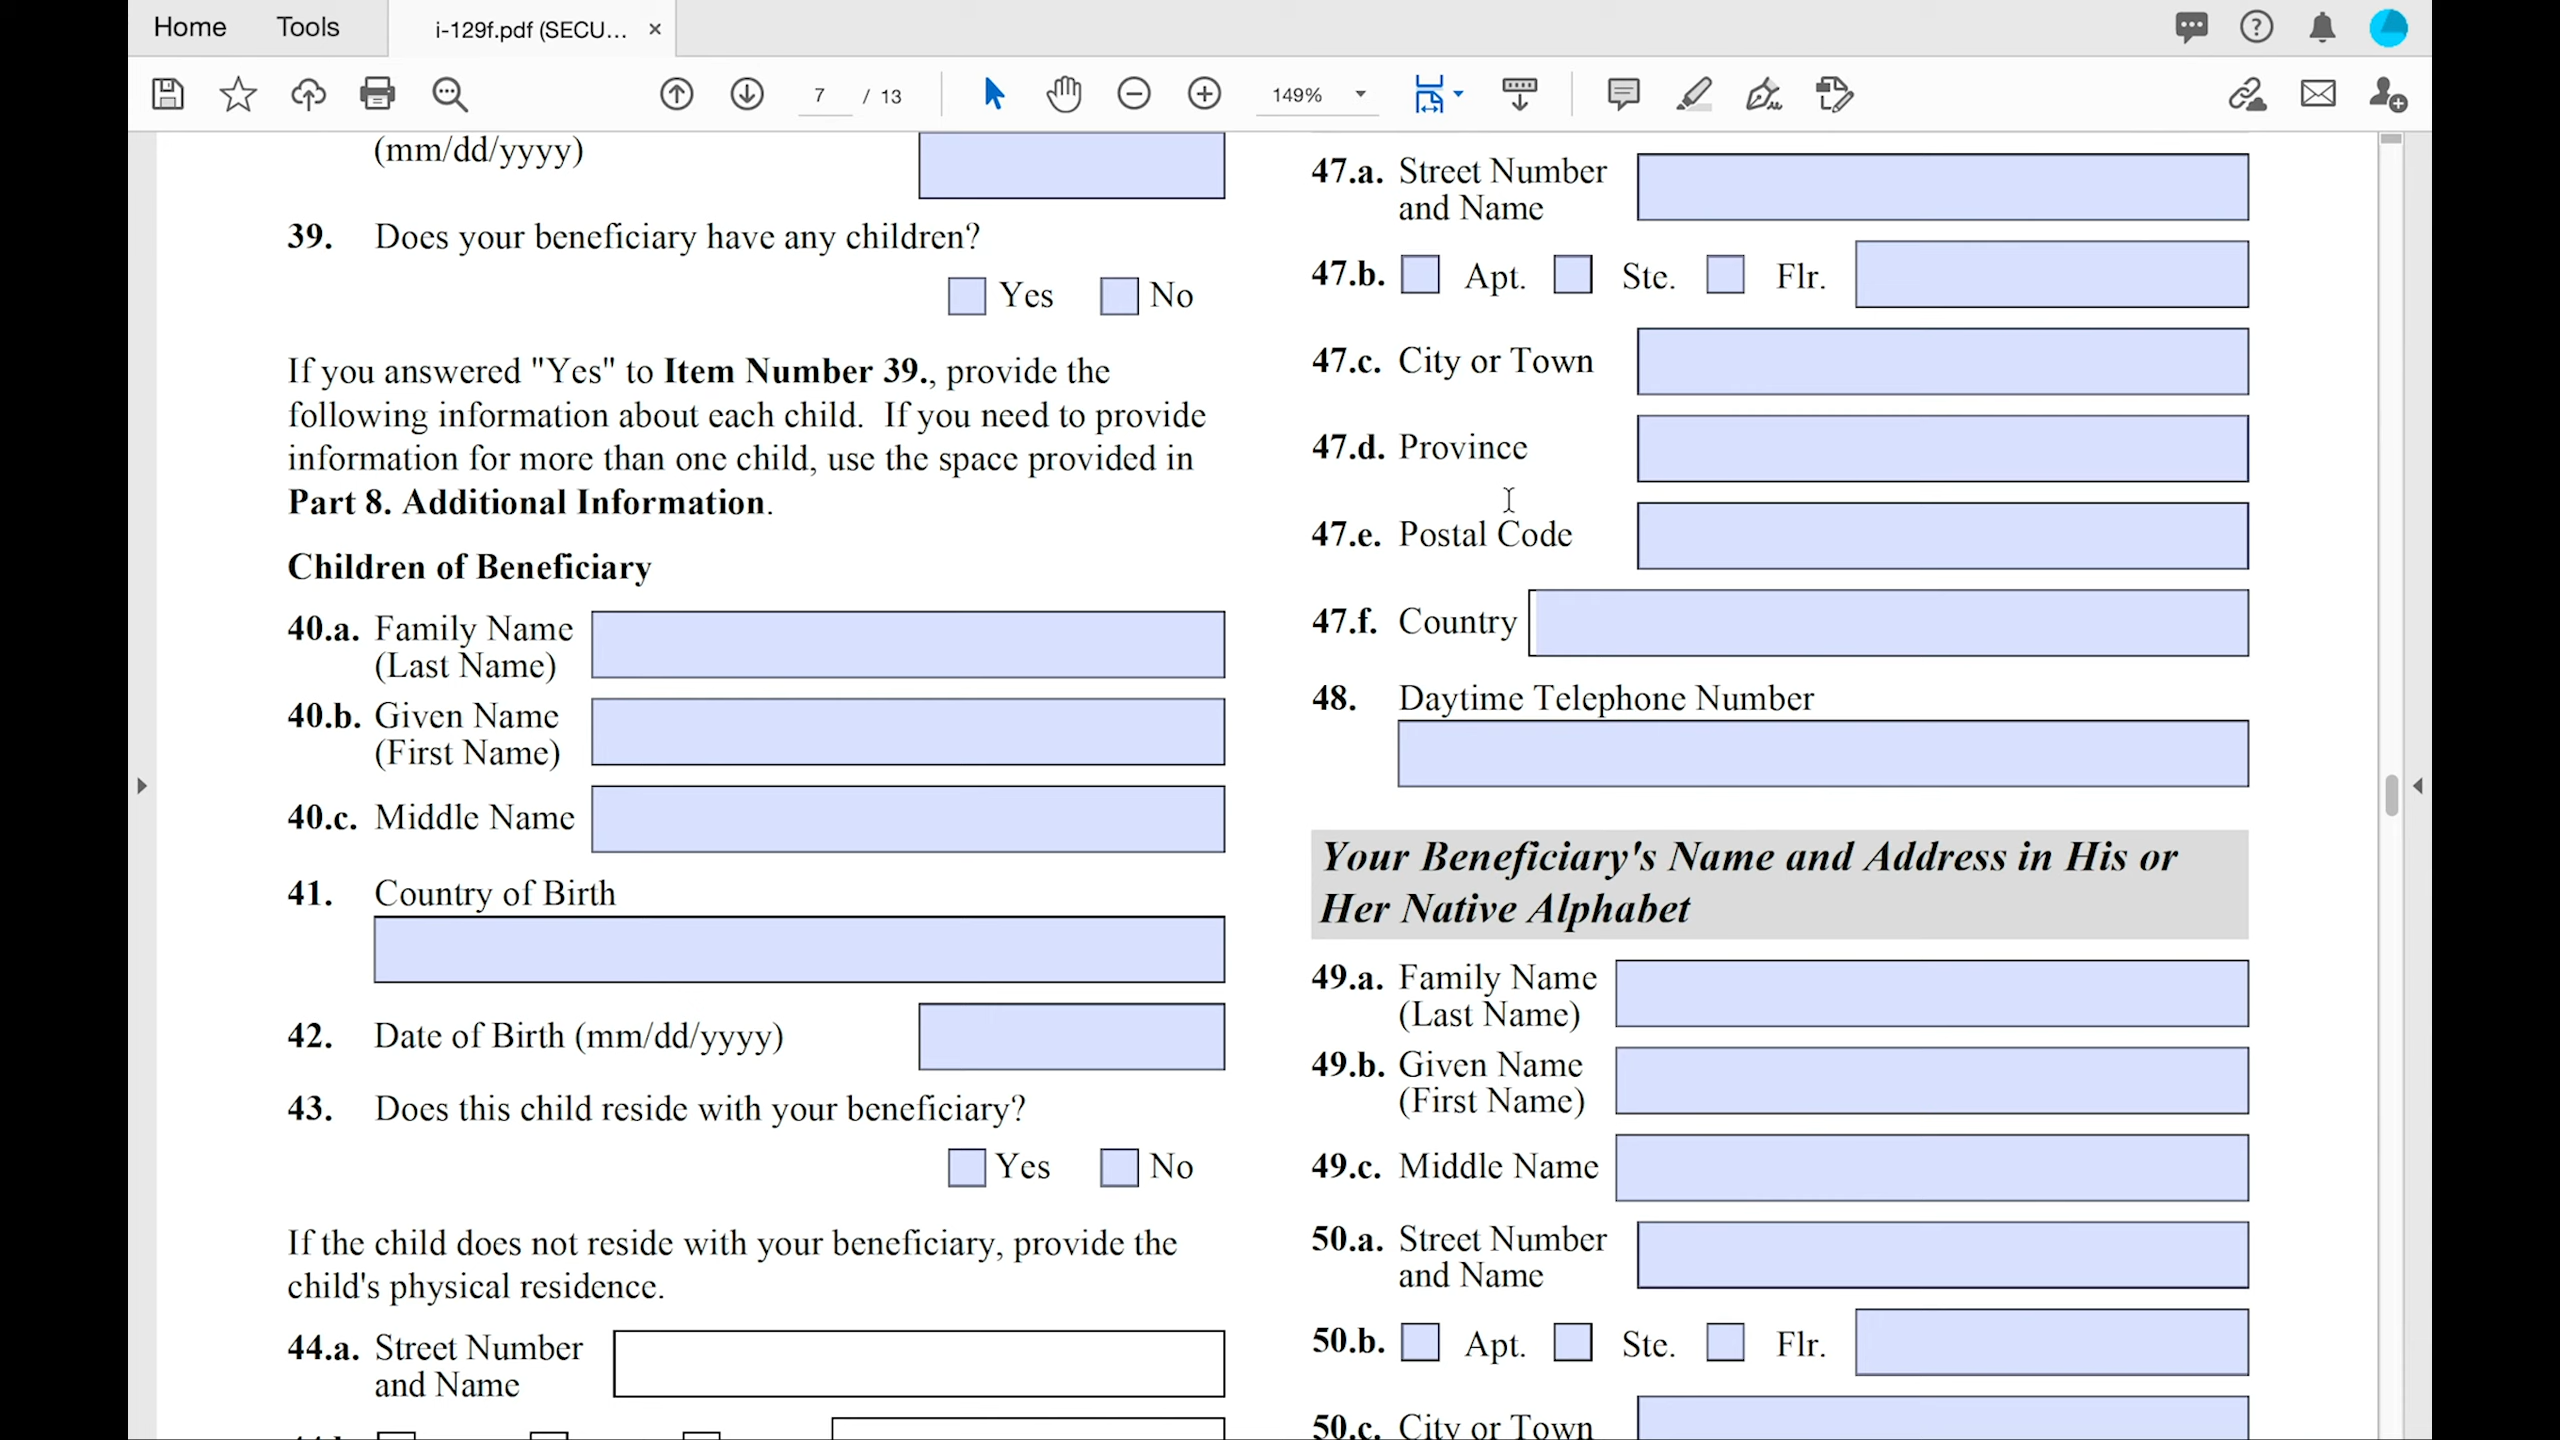 Home
Tools
i-129f.pdf (SECU...
7 / 13
149%
(mm/dd/yyyy)
39. Does your beneficiary have any children?
Yes No
If you answered "Yes" to Item Number 39., provide the
following information about each child. If you need to provide
information for more than one child, use the space provided in
Part 8. Additional Information.
Children of Beneficiary
40.a. Family Name
(Last Name)
40.b. Given Name
(First Name)
40.c. Middle Name
41. Country of Birth
42. Date of Birth (mm/dd/yyyy)
43. Does this child reside with your beneficiary?
Yes No
If the child does not reside with your beneficiary, provide the
child's physical residence.
44.a. Street Number
and Name
47.a. Street Number
and Name
47.b. Apt. Ste. Flr.
47.c. City or Town
47.d. Province
47.e. Postal Code
47.f. Country
48. Daytime Telephone Number
Your Beneficiary's Name and Address in His or
Her Native Alphabet
49.a. Family Name
(Last Name)
49.b. Given Name
(First Name)
49.c. Middle Name
50.a. Street Number
and Name
50.b. Apt. Ste. Flr.
50.c. City or Town